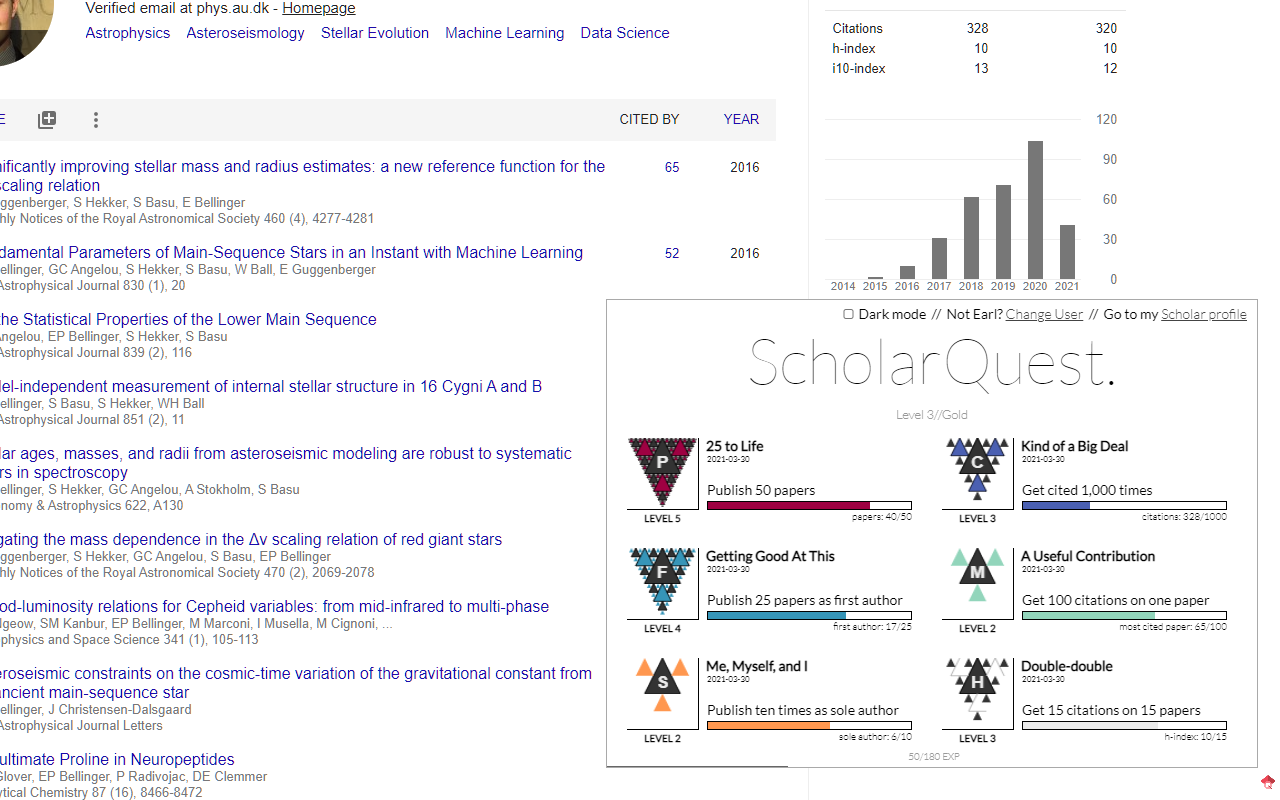 Verified email at phys.au.dk - Homepage
Astrophysics Asteroseismology Stellar Evolution Machine Learning Data Science
Citations 328 320
h-index 10 10
i10-index 13 12
E CITED BY YEAR
120
90
60
30
0
2014 2015 2016 2017 2018 2019 2020 2021
nificantly improving stellar mass and radius estimates: a new reference function for the 65 2016
scaling relation
ggenberger, S Hekker, S Basu, E Bellinger
hly Notices of the Royal Astronomical Society 460 (4), 4277-4281
damental Parameters of Main-Sequence Stars in an Instant with Machine Learning 52 2016
ellinger, GC Angelou, S Hekker, S Basu, W Ball, E Guggenberger
Astrophysical Journal 830 (1), 20
the Statistical Properties of the Lower Main Sequence
Angelou, EP Bellinger, S Hekker, S Basu
Astrophysical Journal 839 (2), 116
del-independent measurement of internal stellar structure in 16 Cygni A and B
ellinger, S Basu, S Hekker, WH Ball
Astrophysical Journal 851 (2), 11
lar ages, masses, and radii from asteroseismic modeling are robust to systematic
rs in spectroscopy
ellinger, S Hekker, GC Angelou, A Stokholm, S Basu
nomy & Astrophysics 622, A130
gating the mass dependence in the Δν scaling relation of red giant stars
ggenberger, S Hekker, GC Angelou, S Basu, EP Bellinger
hly Notices of the Royal Astronomical Society 470 (2), 2069-2078
od-luminosity relations for Cepheid variables: from mid-infrared to multi-phase
lgeow, SM Kanbur, EP Bellinger, M Marconi, I Musella, M Cignoni, ...
physics and Space Science 341 (1), 105-113
eroseismic constraints on the cosmic-time variation of the gravitational constant from
ancient main-sequence star
ellinger, J Christensen-Dalsgaard
Astrophysical Journal Letters
ultimate Proline in Neuropeptides
Glover, EP Bellinger, P Radivojac, DE Clemmer
ytical Chemistry 87 (16), 8466-8472
Dark mode // Not Earl? Change User // Go to my Scholar profile
ScholarQuest.
Level 3//Gold
P
LEVEL 5
25 to Life
2021-03-30
Publish 50 papers
papers: 40/50
C
LEVEL 3
Kind of a Big Deal
2021-03-30
Get cited 1,000 times
citations: 328/1000
F
LEVEL 4
Getting Good At This
2021-03-30
Publish 25 papers as first author
first author: 17/25
M
LEVEL 2
A Useful Contribution
2021-03-30
Get 100 citations on one paper
most cited paper: 65/100
S
LEVEL 2
Me, Myself, and I
2021-03-30
Publish ten times as sole author
sole author: 6/10
H
LEVEL 3
Double-double
2021-03-30
Get 15 citations on 15 papers
h-index: 10/15
50/180 EXP